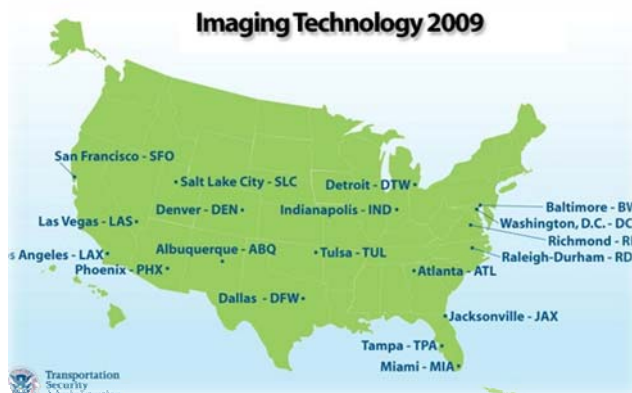 Imaging Technology 2009
San Francisco - SFO
Salt Lake City - SLC
Detroit - DTW
Las Vegas - LAS
Denver - DEN
Indianapolis - IND
Baltimore - BW
Washington, D.C. - DC
Richmond - RI
Raleigh-Durham - RD
os Angeles - LAX
Phoenix - PHX
Albuquerque - ABQ
Tulsa - TUL
Atlanta - ATL
Dallas - DFW
Jacksonville - JAX
Tampa - TPA
Miami - MIA
Transportation
Security